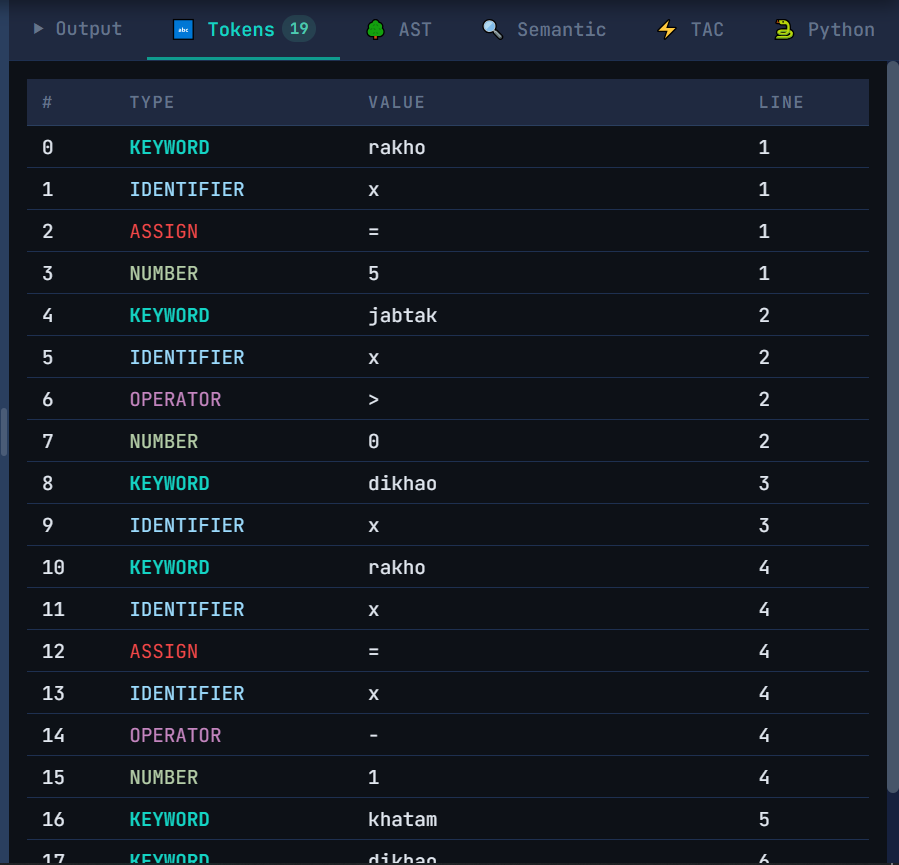 Output Tokens 19 AST Semantic TAC Python
# TYPE VALUE LINE
0 KEYWORD rakho 1
1 IDENTIFIER x 1
2 ASSIGN = 1
3 NUMBER 5 1
4 KEYWORD jabtak 2
5 IDENTIFIER x 2
6 OPERATOR > 2
7 NUMBER 0 2
8 KEYWORD dikhao 3
9 IDENTIFIER x 3
10 KEYWORD rakho 4
11 IDENTIFIER x 4
12 ASSIGN = 4
13 IDENTIFIER x 4
14 OPERATOR - 4
15 NUMBER 1 4
16 KEYWORD khatam 5
17 KEYWORD dikhao 6